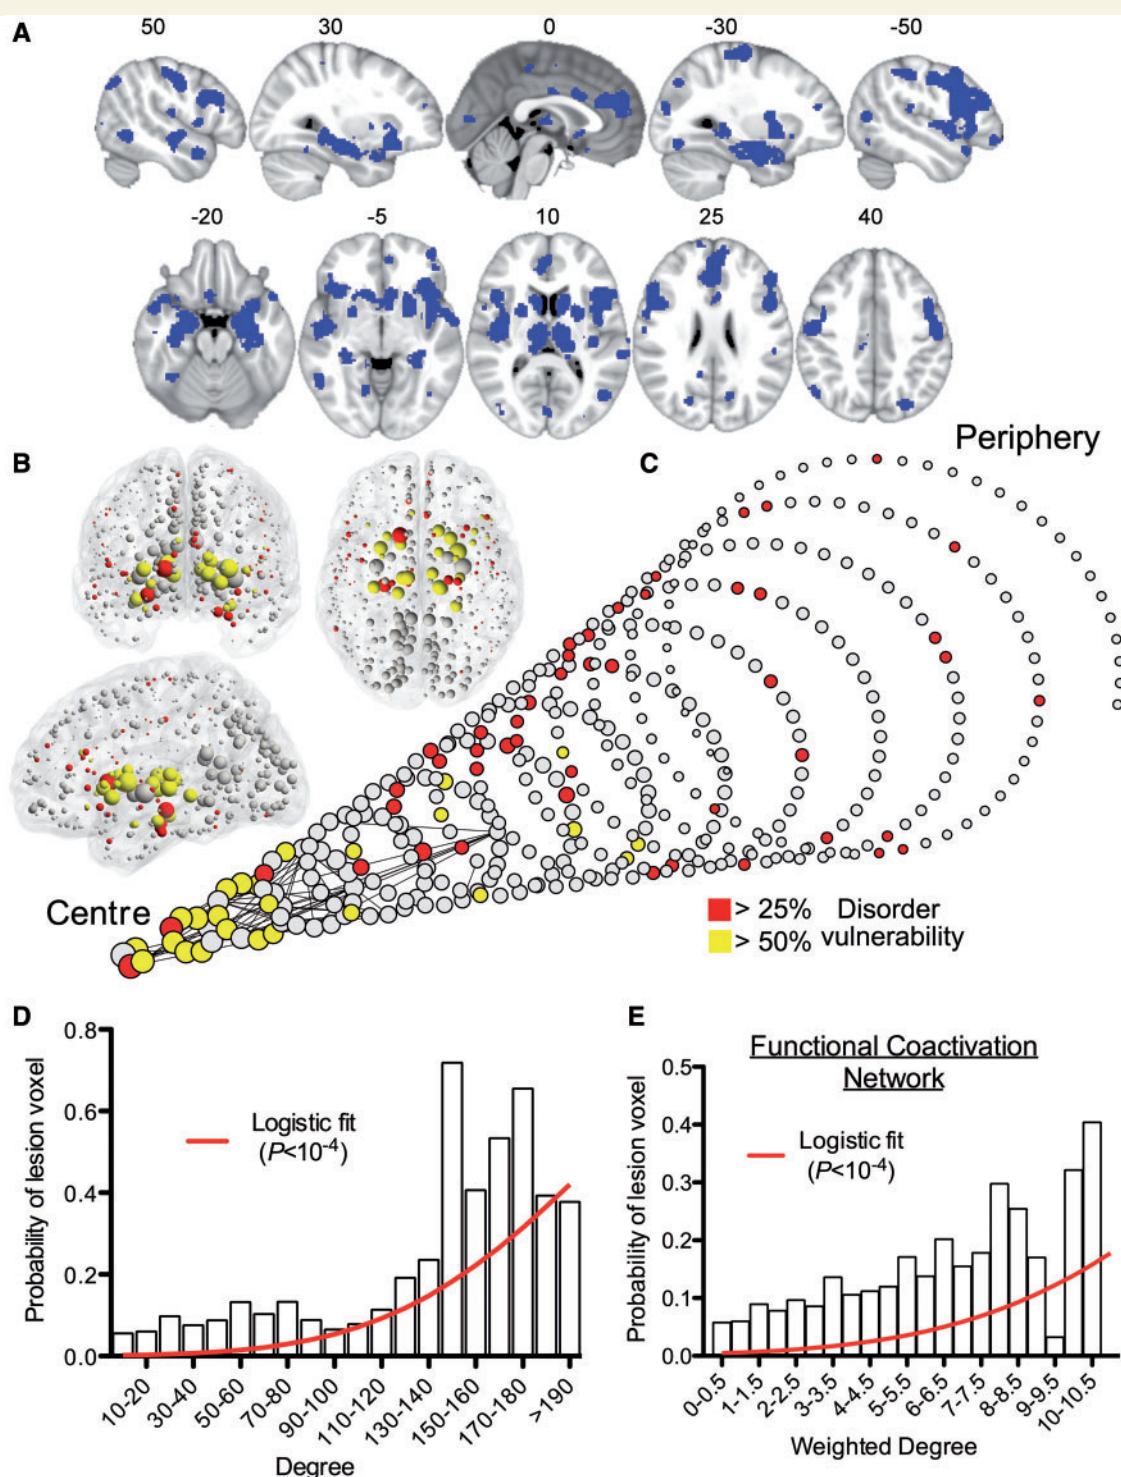 A
50 30 0 -30 -50
-20 -5 10 25 40
B
C
Periphery
Centre
> 25% Disorder
> 50% vulnerability
D
Probability of lesion voxel
0.8
0.6
0.4
0.2
0.0
Logistic fit
(P<10-4)
10-20 30-40 50-60 70-80 90-100 110-120 130-140 150-160 170-180 >190
Degree
E
Functional Coactivation
Network
Probability of lesion voxel
0.5
0.4
0.3
0.2
0.1
0.0
Logistic fit
(P<10-4)
0-0.5 1-1.5 2-2.5 3-3.5 4-4.5 5-5.5 6-6.5 7-7.5 8-8.5 9-9.5 10-10.5
Weighted Degree